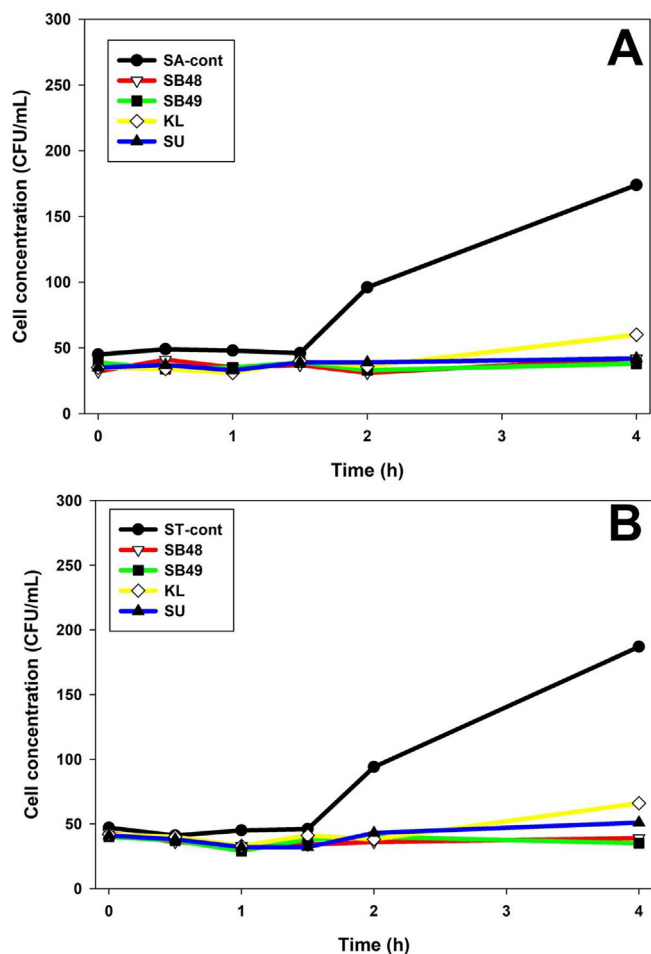 A
300
250
200
150
100
50
0
Cell concentration (CFU/mL)
SA-cont
SB48
SB49
KL
SU
0 1 2 3 4
Time (h)
B
300
250
200
150
100
50
0
Cell concentration (CFU/mL)
ST-cont
SB48
SB49
KL
SU
0 1 2 3 4
Time (h)